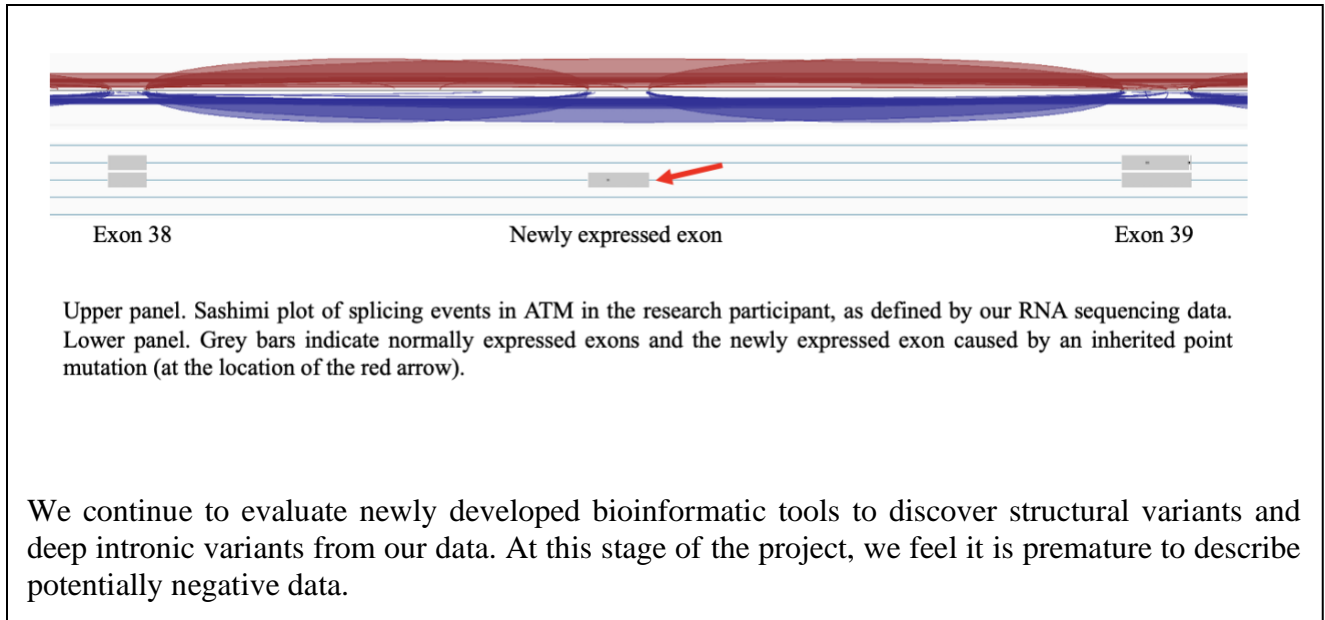 Exon 38 Newly expressed exon Exon 39
Upper panel. Sashimi plot of splicing events in ATM in the research participant, as defined by our RNA sequencing data.
Lower panel. Grey bars indicate normally expressed exons and the newly expressed exon caused by an inherited point
mutation (at the location of the red arrow).
We continue to evaluate newly developed bioinformatic tools to discover structural variants and
deep intronic variants from our data. At this stage of the project, we feel it is premature to describe
potentially negative data.